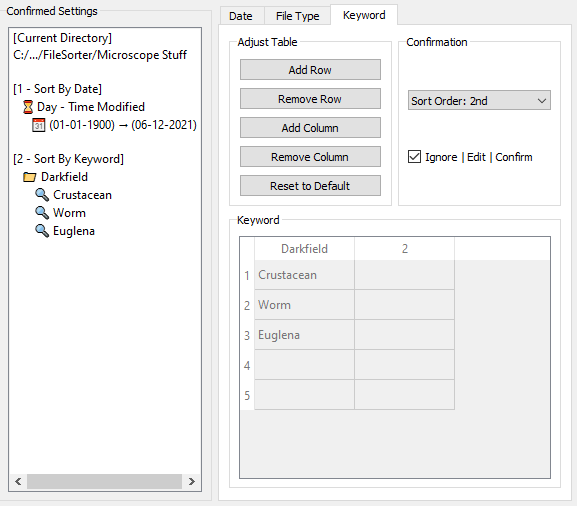 Confirmed Settings
[Current Directory]
C:/.../FileSorter/Microscope Stuff
[1 - Sort By Date]
Day - Time Modified
(01-01-1900) → (06-12-2021)
[2 - Sort By Keyword]
Darkfield
Crustacean
Worm
Euglena
Date File Type Keyword
Adjust Table
Add Row
Remove Row
Add Column
Remove Column
Reset to Default
Confirmation
Sort Order: 2nd
Ignore | Edit | Confirm
Keyword
Darkfield 2
1 Crustacean
2 Worm
3 Euglena
4
5